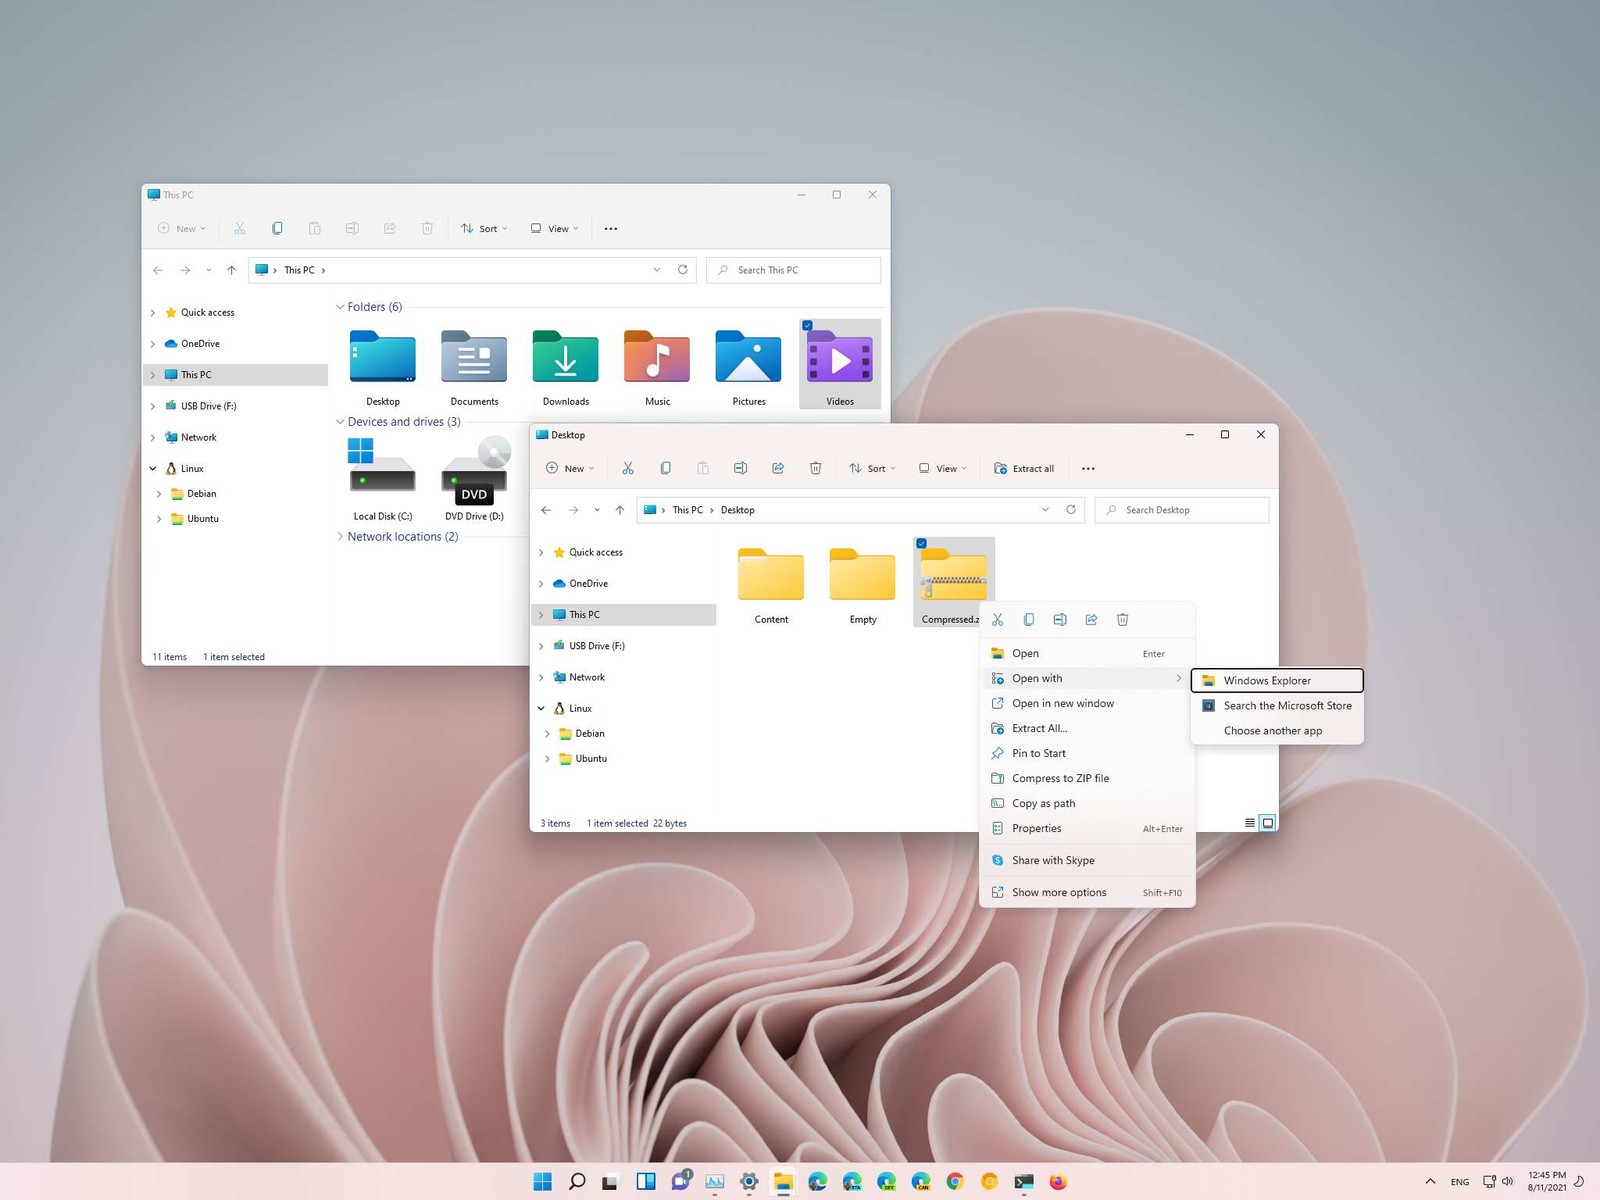 This PC
New
Sort
View
This PC
Search This PC
Quick access
OneDrive
This PC
USB Drive (F:)
Network
Linux
Debian
Ubuntu
Folders (6)
Desktop
Documents
Downloads
Music
Pictures
Videos
Devices and drives (3)
DVD
Local Disk (C:)
DVD Drive (D:)
Network locations (2)
11 items
1 item selected
Desktop
New
Sort
View
Extract all
This PC
Desktop
Search Desktop
Quick access
OneDrive
This PC
USB Drive (F:)
Network
Linux
Debian
Ubuntu
Content
Empty
Compressed.z
3 items
1 item selected 22 bytes
Open Enter
Open with
Open in new window
Extract All...
Pin to Start
Compress to ZIP file
Copy as path
Properties Alt+Enter
Share with Skype
Show more options Shift+F10
Windows Explorer
Search the Microsoft Store
Choose another app
1
BETA
DEV
CAN
ENG
12:45 PM
8/11/2021